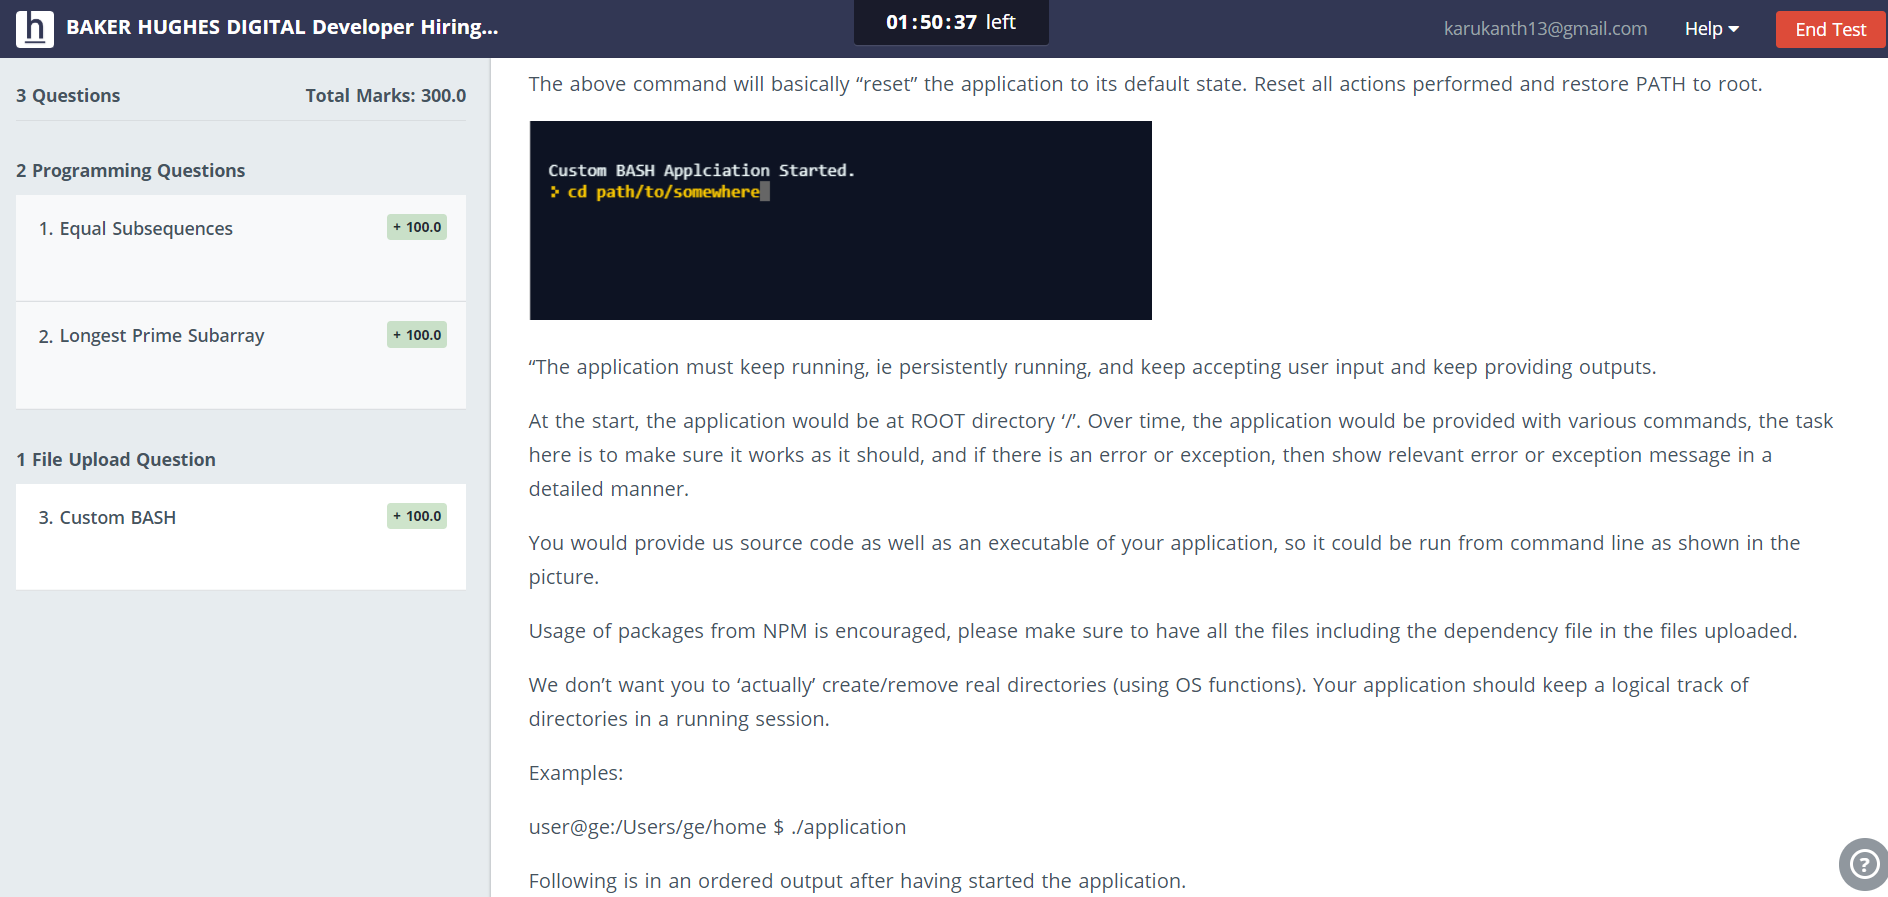 h BAKER HUGHES DIGITAL Developer Hiring...
01:50:37 left
karukanth13@gmail.com Help End Test
3 Questions Total Marks: 300.0
2 Programming Questions
1. Equal Subsequences + 100.0
2. Longest Prime Subarray + 100.0
1 File Upload Question
3. Custom BASH + 100.0
The above command will basically “reset” the application to its default state. Reset all actions performed and restore PATH to root.
Custom BASH Applciation Started.
> cd path/to/somewhere
“The application must keep running, ie persistently running, and keep accepting user input and keep providing outputs.
At the start, the application would be at ROOT directory ‘/’. Over time, the application would be provided with various commands, the task
here is to make sure it works as it should, and if there is an error or exception, then show relevant error or exception message in a
detailed manner.
You would provide us source code as well as an executable of your application, so it could be run from command line as shown in the
picture.
Usage of packages from NPM is encouraged, please make sure to have all the files including the dependency file in the files uploaded.
We don’t want you to ‘actually’ create/remove real directories (using OS functions). Your application should keep a logical track of
directories in a running session.
Examples:
user@ge:/Users/ge/home $ ./application
Following is in an ordered output after having started the application.
?